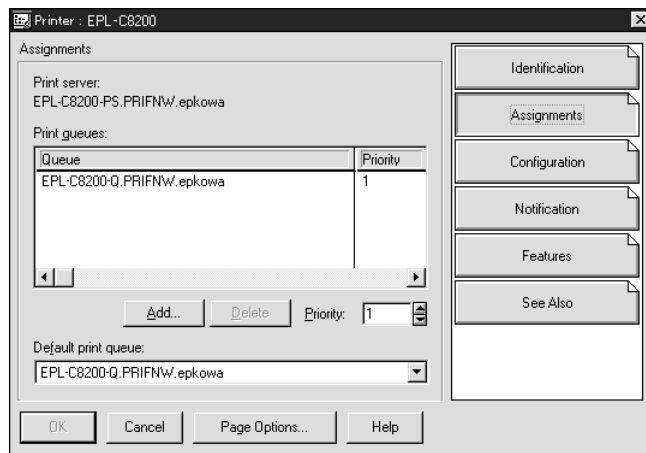 Printer : EPL-C8200
Assignments
Print server:
EPL-C8200-PS.PRIFNW.epkowa
Print queues:
Queue Priority
EPL-C8200-Q.PRIFNW.epkowa 1
Add... Delete Priority: 1
Default print queue:
EPL-C8200-Q.PRIFNW.epkowa
OK Cancel Page Options... Help
Identification
Assignments
Configuration
Notification
Features
See Also